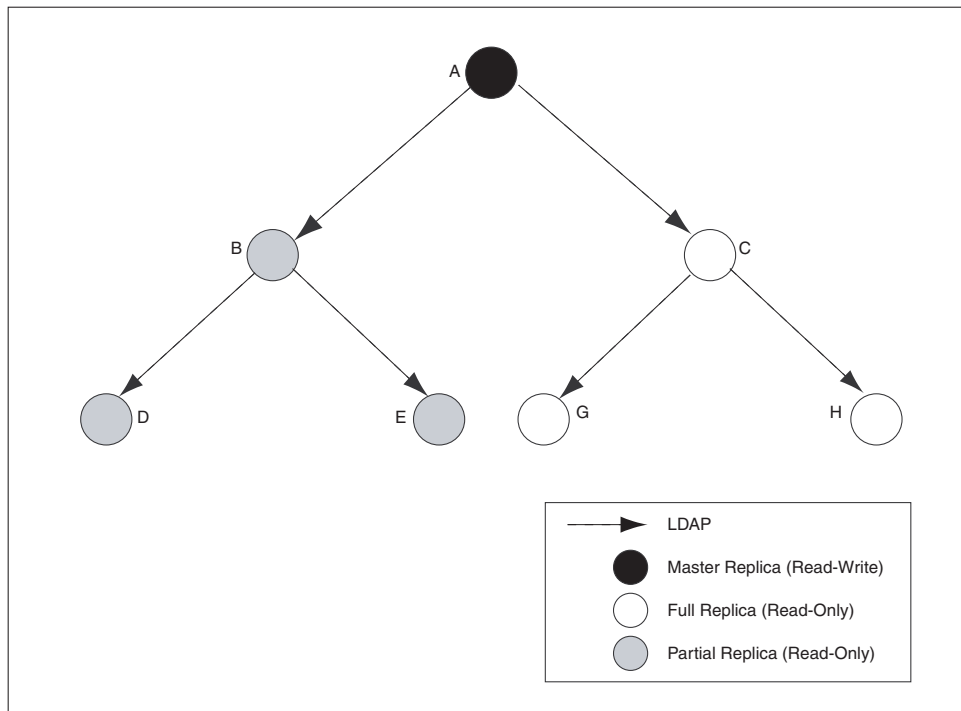 A
B
C
D
E
G
H
LDAP
Master Replica (Read-Write)
Full Replica (Read-Only)
Partial Replica (Read-Only)